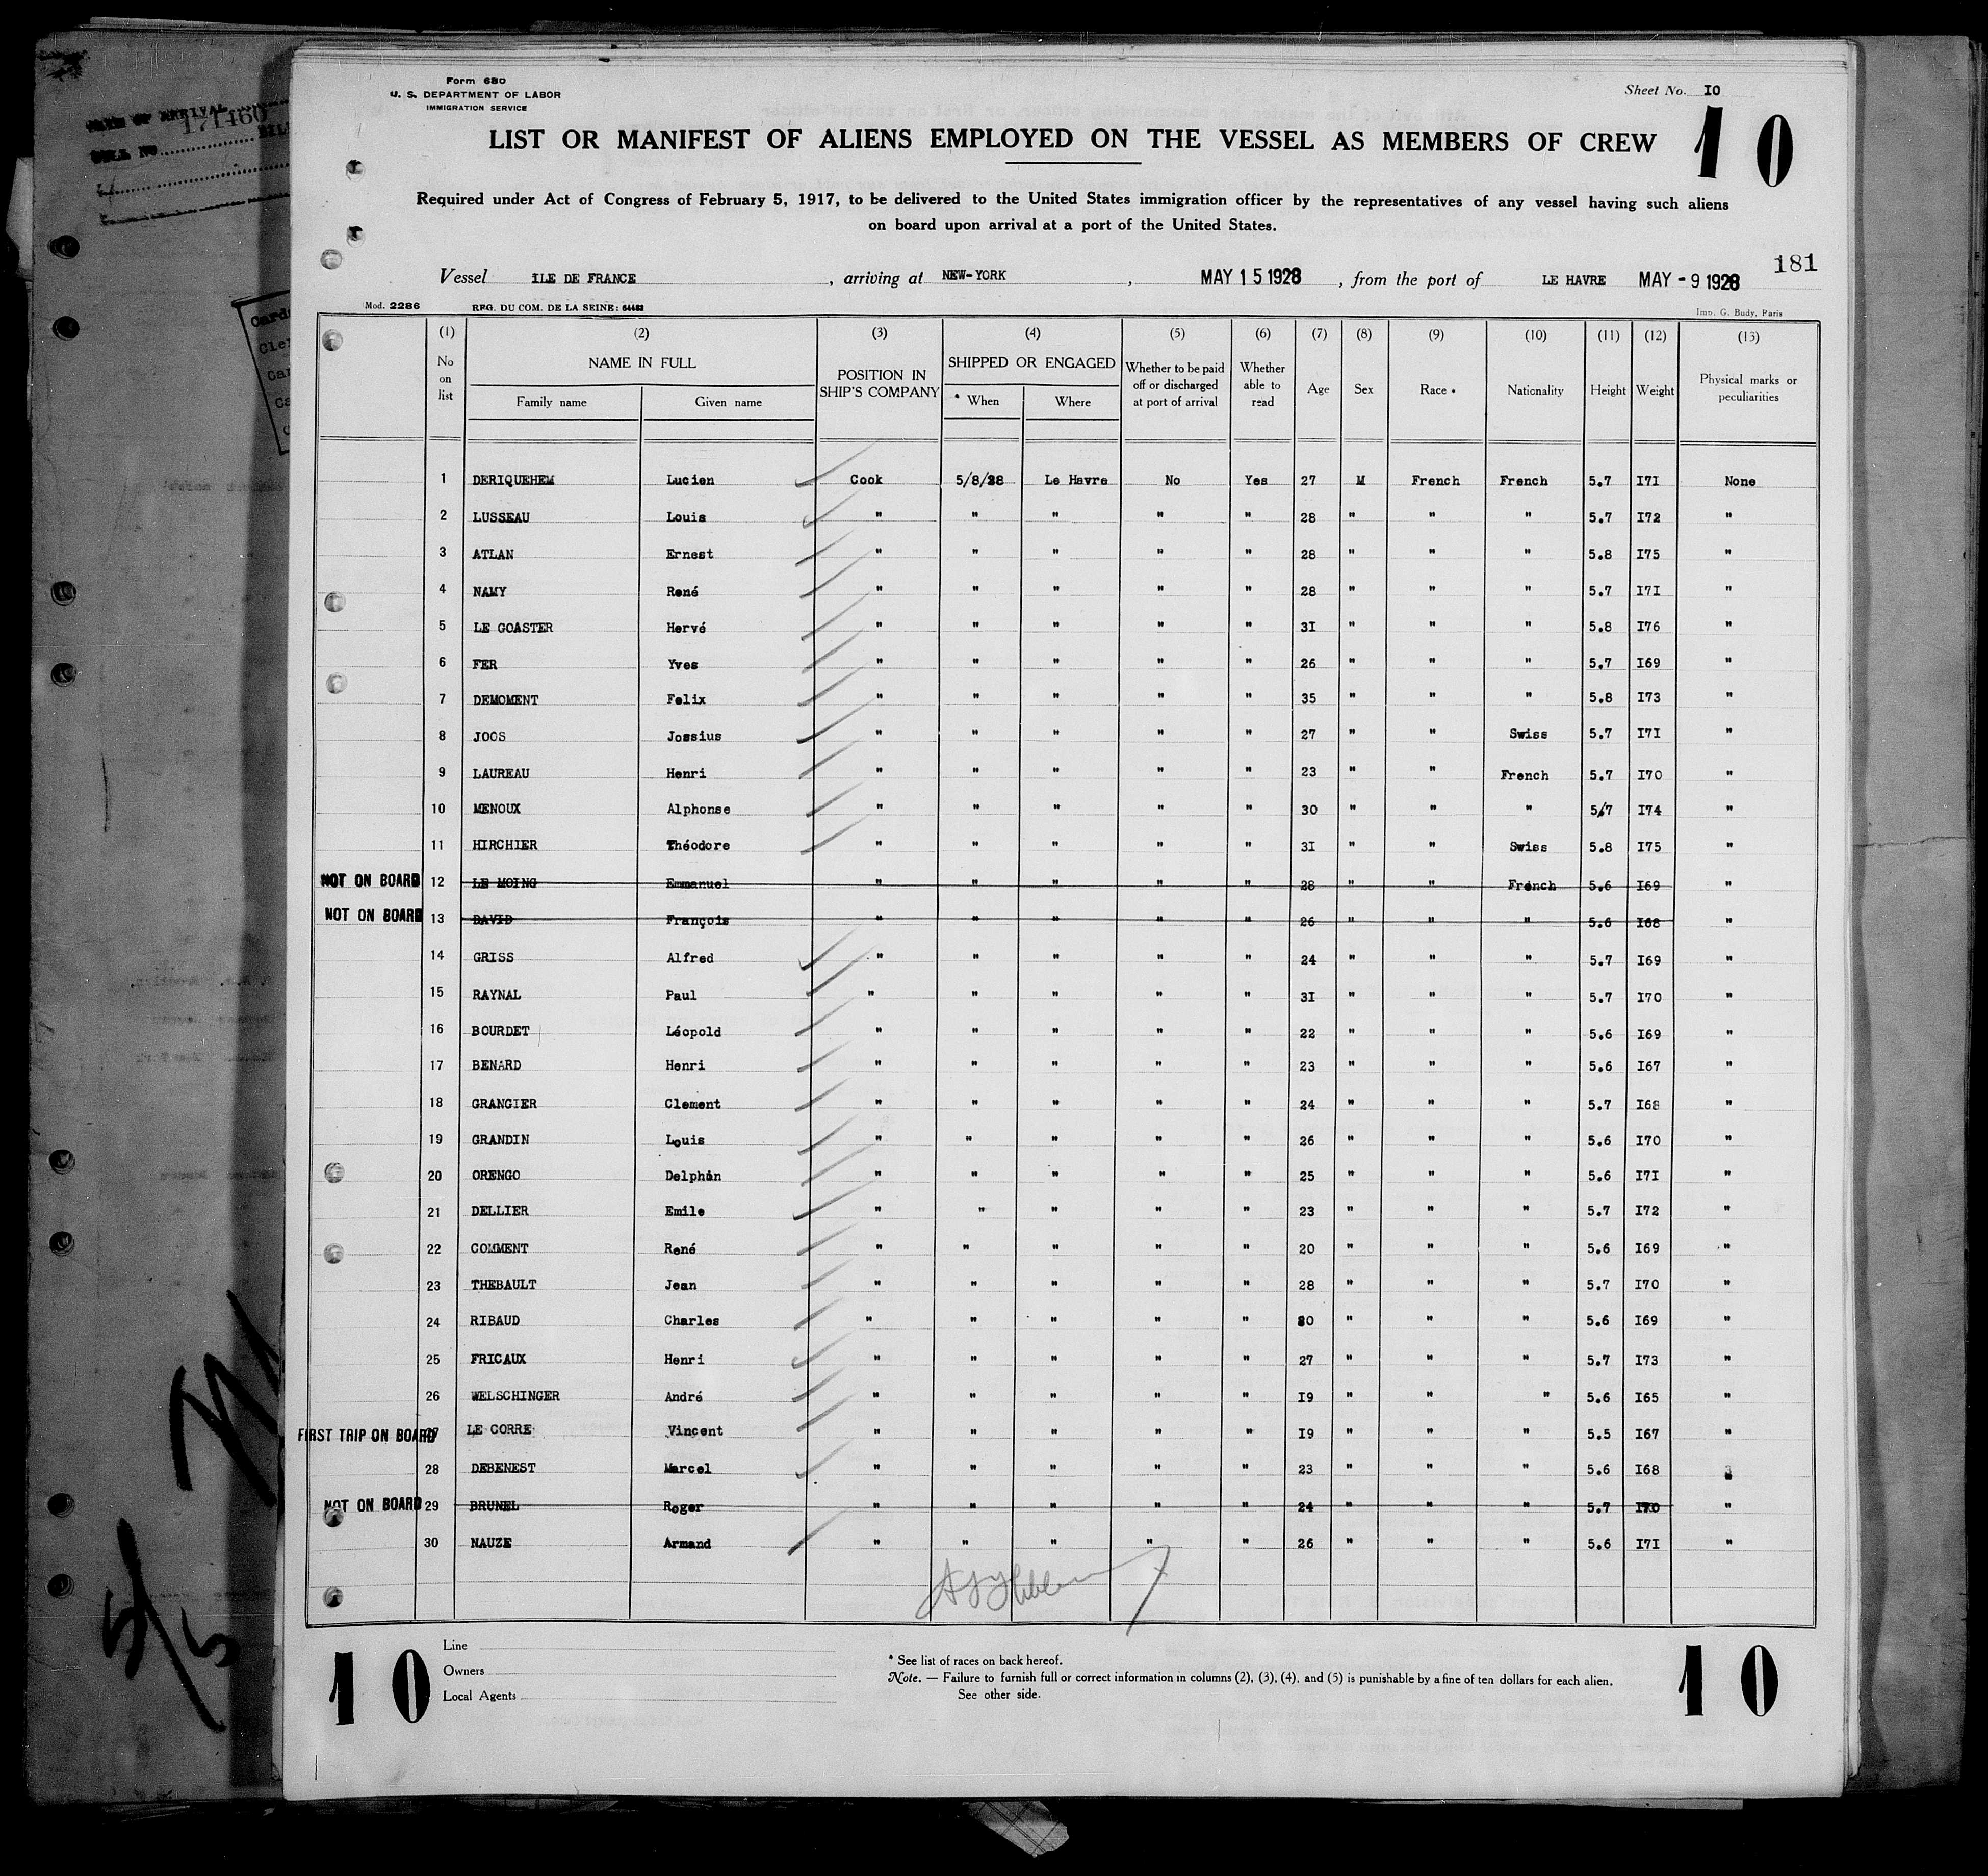 DATE OF ARRIVAL
171460
Form 680
U. S. DEPARTMENT OF LABOR
IMMIGRATION SERVICE
Sheet No. IO
10
LIST OR MANIFEST OF ALIENS EMPLOYED ON THE VESSEL AS MEMBERS OF CREW
Required under Act of Congress of February 5, 1917, to be delivered to the United States immigration officer by the representatives of any vessel having such aliens
on board upon arrival at a port of the United States.
181
Vessel ILE DE FRANCE, arriving at NEW-YORK, MAY 15 1928, from the port of LE HAVRE MAY - 9 1928
Mod. 2286 REG. DU COM. DE LA SEINE: 64483 Imp. G. Budy, Paris
(1) (2) (3) (4) (5) (6) (7) (8) (9) (10) (11) (12) (13)
No on list NAME IN FULL POSITION IN SHIP'S COMPANY SHIPPED OR ENGAGED Whether to be paid off or discharged at port of arrival Whether able to read Age Sex Race * Nationality Height Weight Physical marks or peculiarities
Family name Given name * When Where
1 DERIQUEHEM Lucien Cook 5/8/28 Le Havre No Yes 27 M French French 5.7 I7I None
2 LUSSEAU Louis " " " " " 28 " " " 5.7 I72 "
3 ATLAN Ernest " " " " " 28 " " " 5.8 I75 "
4 NAMY René " " " " " 28 " " " 5.7 I7I "
5 LE GOASTER Hervé " " " " " 3I " " " 5.8 I76 "
6 FER Yves " " " " " 26 " " " 5.7 I69 "
7 DEMOMENT Felix " " " " " 35 " " " 5.8 I73 "
8 JOOS Jossius " " " " " 27 " " Swiss 5.7 I7I "
9 LAUREAU Henri " " " " " 23 " " French 5.7 I70 "
10 MENOUX Alphonse " " " " " 30 " " " 5/7 I74 "
11 HIRCHIER Théodore " " " " " 3I " " Swiss 5.8 I75 "
NOT ON BOARD 12 LE MOING Emmanuel " " " " " 28 " " French 5.6 I69 "
NOT ON BOARD 13 DAVID François " " " " " 26 " " " 5.6 I68 "
14 GRISS Alfred " " " " " 24 " " " 5.7 I69 "
15 RAYNAL Paul " " " " " 3I " " " 5.7 I70 "
16 BOURDET Léopold " " " " " 22 " " " 5.6 I69 "
17 BENARD Henri " " " " " 23 " " " 5.6 I67 "
18 GRANGIER Clement " " " " " 24 " " " 5.7 I68 "
19 GRANDIN Louis " " " " " 26 " " " 5.6 I70 "
20 ORENGO Delphin " " " " " 25 " " " 5.6 I7I "
21 DELLIER Emile " " " " " 23 " " " 5.7 I72 "
22 COMMENT René " " " " " 20 " " " 5.6 I69 "
23 THEBAULT Jean " " " " " 28 " " " 5.7 I70 "
24 RIBAUD Charles " " " " " 30 " " " 5.6 I69 "
25 FRICAUX Henri " " " " " 27 " " " 5.7 I73 "
26 WELSCHINGER André " " " " " I9 " " " 5.6 I65 "
FIRST TRIP ON BOARD 27 LE CORRE Vincent " " " " " I9 " " " 5.5 I67 "
28 DEBENEST Marcel " " " " " 23 " " " 5.6 I68
NOT ON BOARD 29 BRUNEL Roger " " " " " 24 " " " 5.7 I70 "
30 NAUZE Armand " " " " " 26 " " " 5.6 I7I "
5/5
10
Line
Owners
Local Agents
* See list of races on back hereof.
Note. — Failure to furnish full or correct information in columns (2), (3), (4), and (5) is punishable by a fine of ten dollars for each alien.
See other side.
10